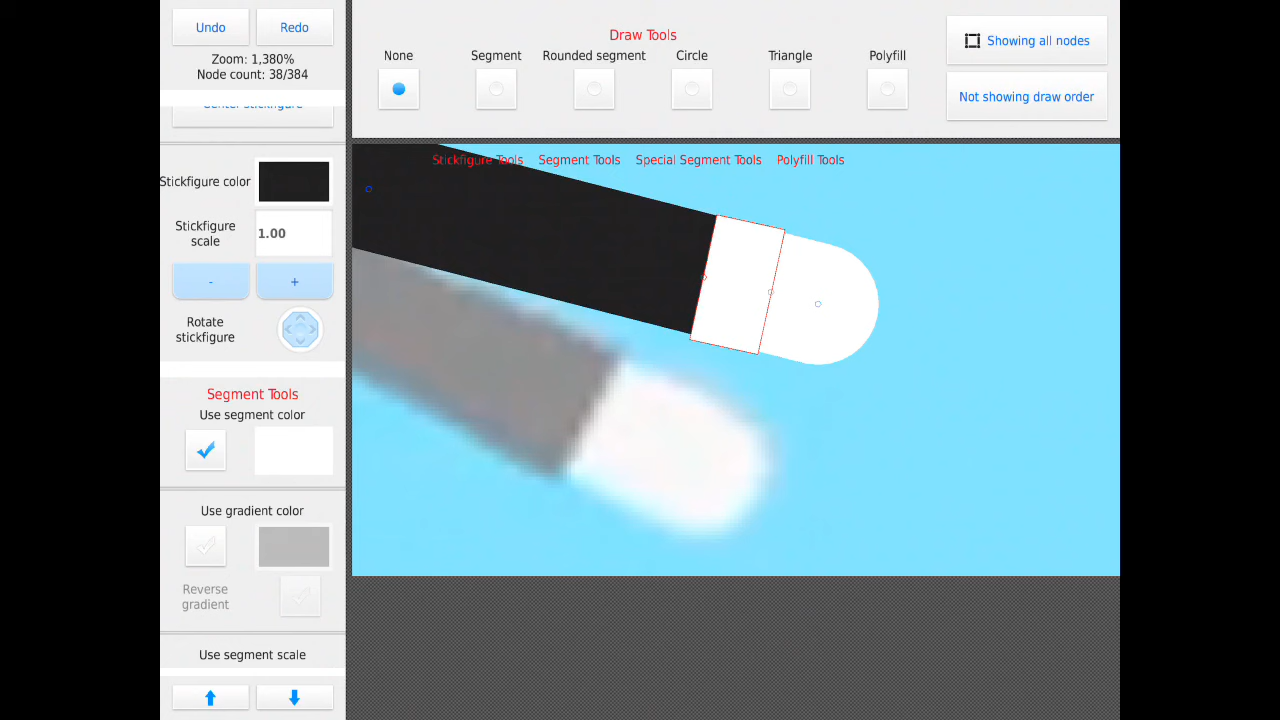 Undo
Redo
Zoom: 1,380%
Node count: 38/384
Center stickfigure
Stickfigure color
Stickfigure
scale
1.00
-
+
Rotate
stickfigure
Segment Tools
Use segment color
Use gradient color
Reverse
gradient
Use segment scale
Draw Tools
None
Segment
Rounded segment
Circle
Triangle
Polyfill
Showing all nodes
Not showing draw order
Stickfigure Tools
Segment Tools
Special Segment Tools
Polyfill Tools